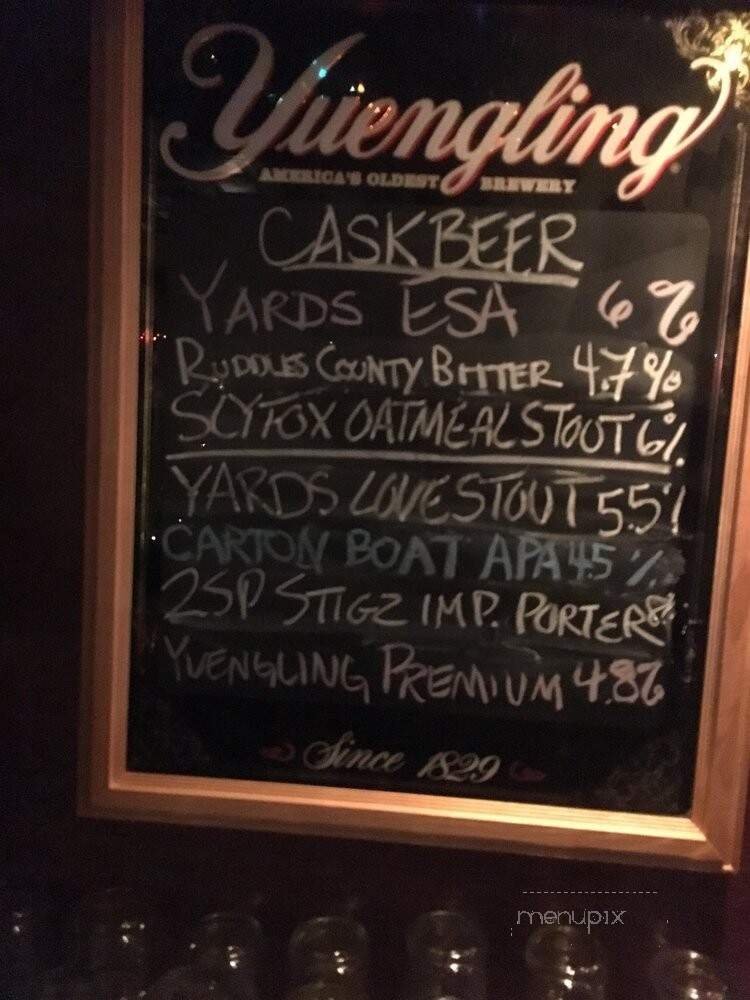 Yuengling
AMERICA'S OLDEST BREWERY
CASK BEER
YARDS ESA 6%
RUDDLES COUNTY BITTER 4.7%
SLYFOX OATMEAL STOUT 6%
YARDS LOVE STOUT 5.5%
CARTON BOAT APA 4.5%
2SP STIGZ IMP. PORTER 8%
YUENGLING PREMIUM 4.8%
Since 1829
menupix